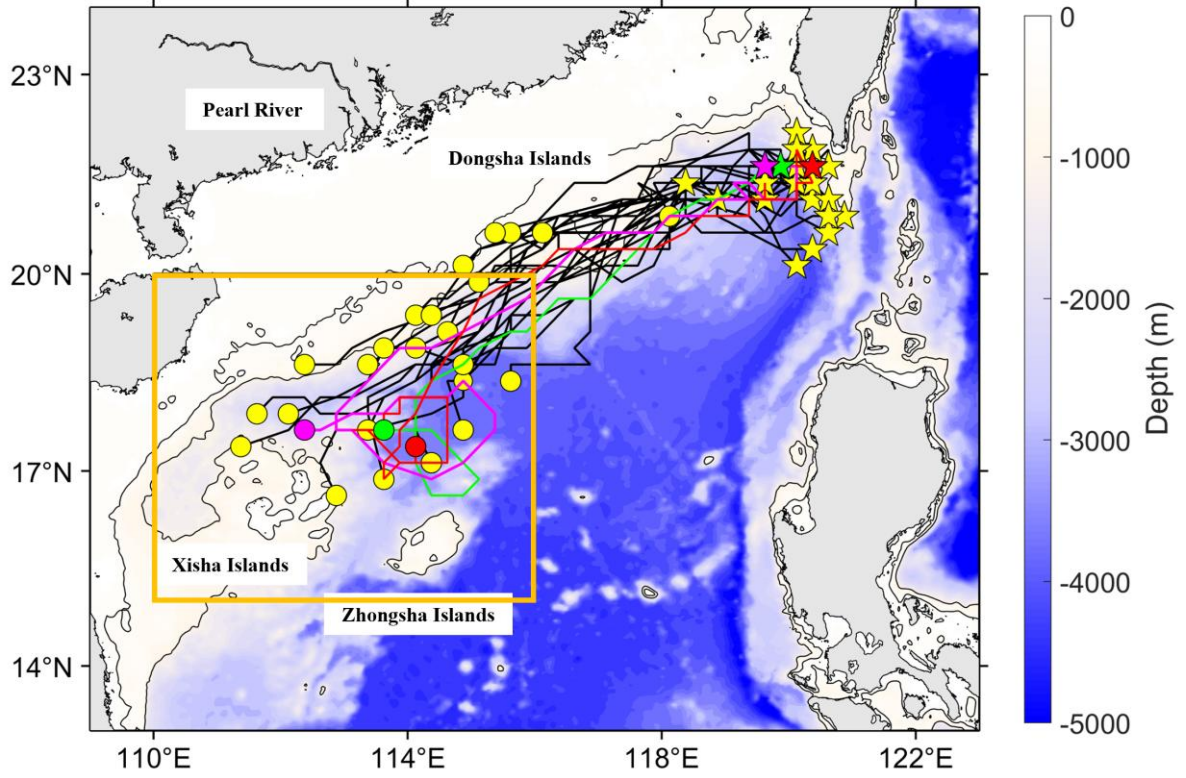 23°N
20°N
17°N
14°N
110°E
114°E
118°E
122°E
Pearl River
Dongsha Islands
Xisha Islands
Zhongsha Islands
0
-1000
-2000
-3000
-4000
-5000
Depth (m)